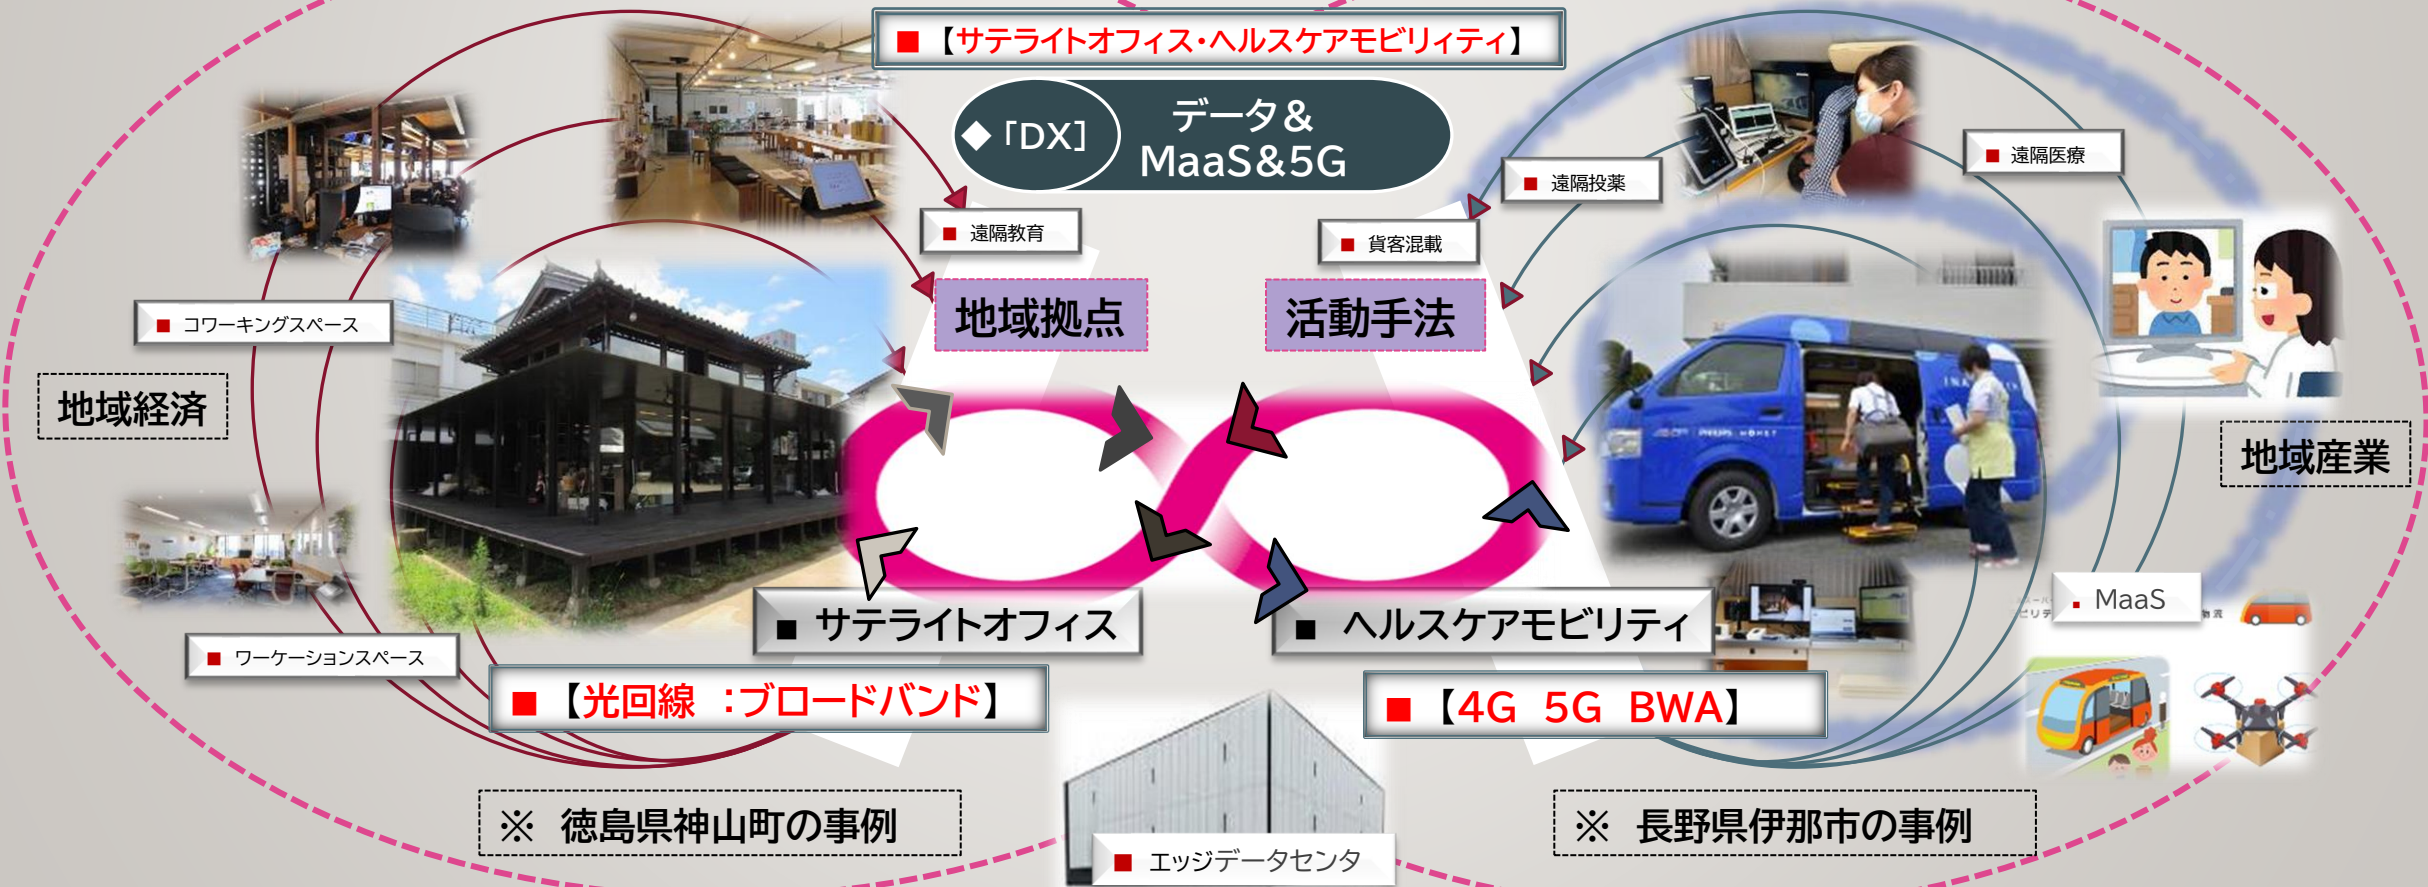 ■ 【サテライトオフィス・ヘルスケアモビリィティ】
◆ 「DX]
データ&
MaaS&5G
■ 遠隔医療
■ 遠隔投薬
■ 遠隔教育
■ 貨客混載
地域拠点
活動手法
■ コワーキングスペース
地域経済
地域産業
PHILIPS MONET
■ サテライトオフィス
■ ヘルスケアモビリティ
▪ MaaS
■ ワーケーションスペース
■ 【光回線 :ブロードバンド】
■ 【4G 5G BWA】
※ 徳島県神山町の事例
※ 長野県伊那市の事例
■ エッジデータセンタ